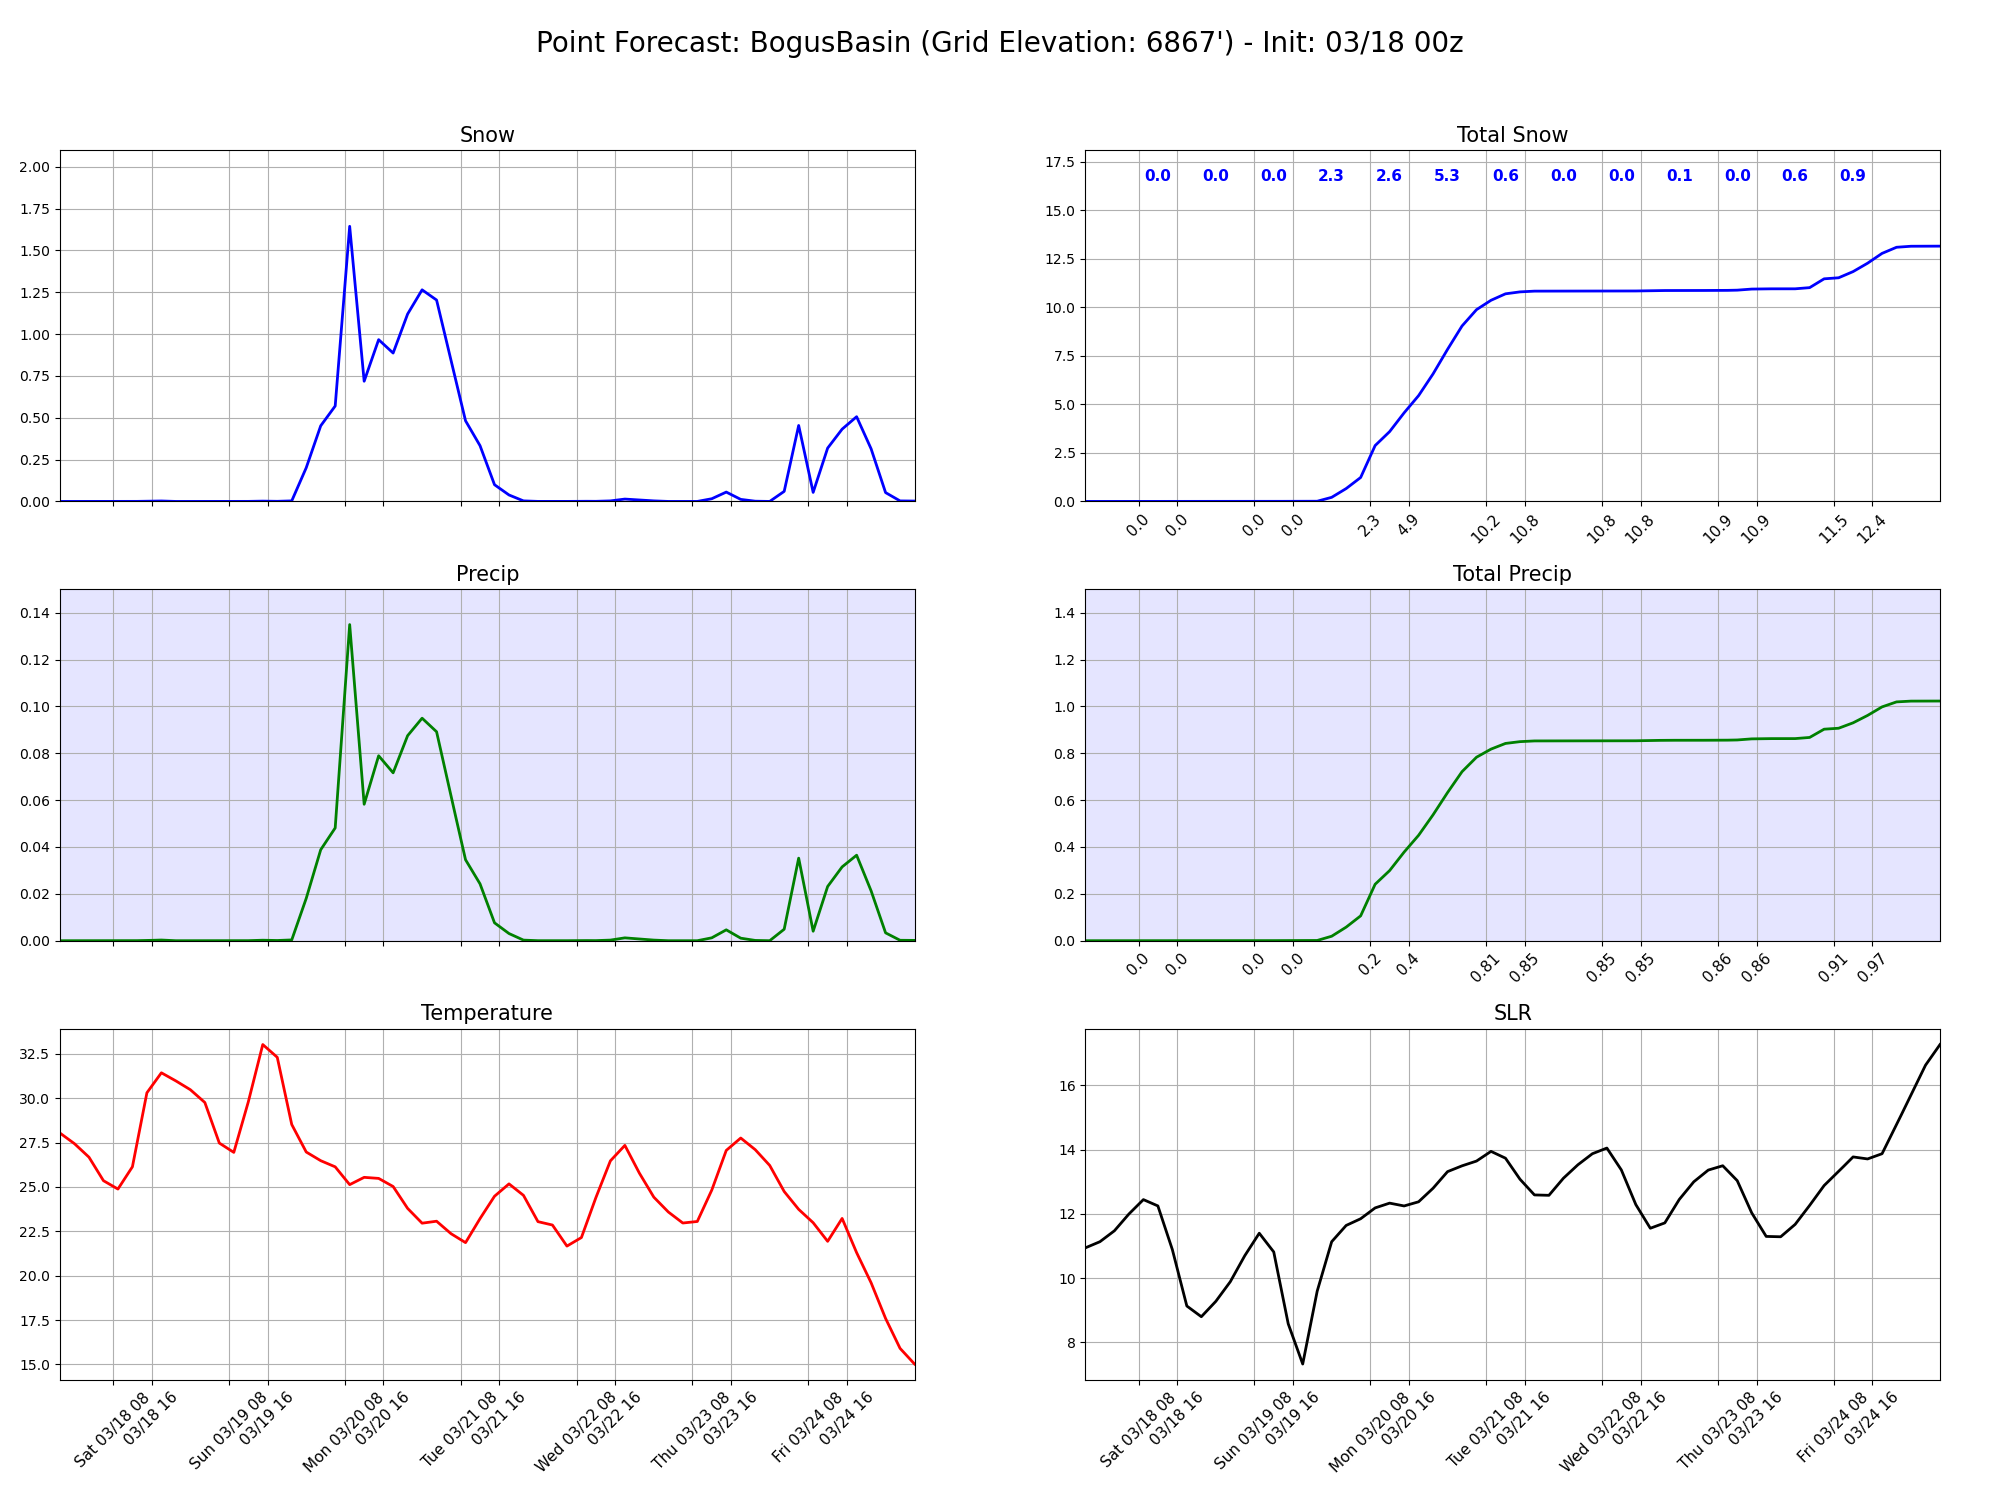 Point Forecast: BogusBasin (Grid Elevation: 6867') - Init: 03/18 00z
Snow
2.00
1.75
1.50
1.25
1.00
0.75
0.50
0.25
0.00
Total Snow
17.5
15.0
12.5
10.0
7.5
5.0
2.5
0.0
0.0 0.0 0.0 2.3 2.6 5.3 0.6 0.0 0.0 0.1 0.0 0.6 0.9
0.0 0.0 0.0 0.0 2.3 4.9 10.2 10.8 10.8 10.8 10.9 10.9 11.5 12.4
Precip
0.14
0.12
0.10
0.08
0.06
0.04
0.02
0.00
Total Precip
1.4
1.2
1.0
0.8
0.6
0.4
0.2
0.0
0.0 0.0 0.0 0.0 0.2 0.4 0.81 0.85 0.85 0.85 0.86 0.86 0.91 0.97
Temperature
32.5
30.0
27.5
25.0
22.5
20.0
17.5
15.0
Sat 03/18 08
03/18 16
Sun 03/19 08
03/19 16
Mon 03/20 08
03/20 16
Tue 03/21 08
03/21 16
Wed 03/22 08
03/22 16
Thu 03/23 08
03/23 16
Fri 03/24 08
03/24 16
SLR
16
14
12
10
8
Sat 03/18 08
03/18 16
Sun 03/19 08
03/19 16
Mon 03/20 08
03/20 16
Tue 03/21 08
03/21 16
Wed 03/22 08
03/22 16
Thu 03/23 08
03/23 16
Fri 03/24 08
03/24 16